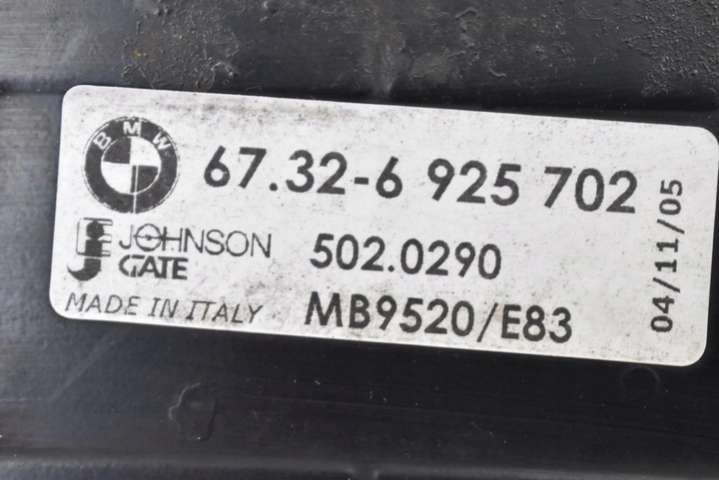 BMW
67.32-6 925 702
JOHNSON
GATE
502.0290
MADE IN ITALY
MB9520/E83
04/11/05